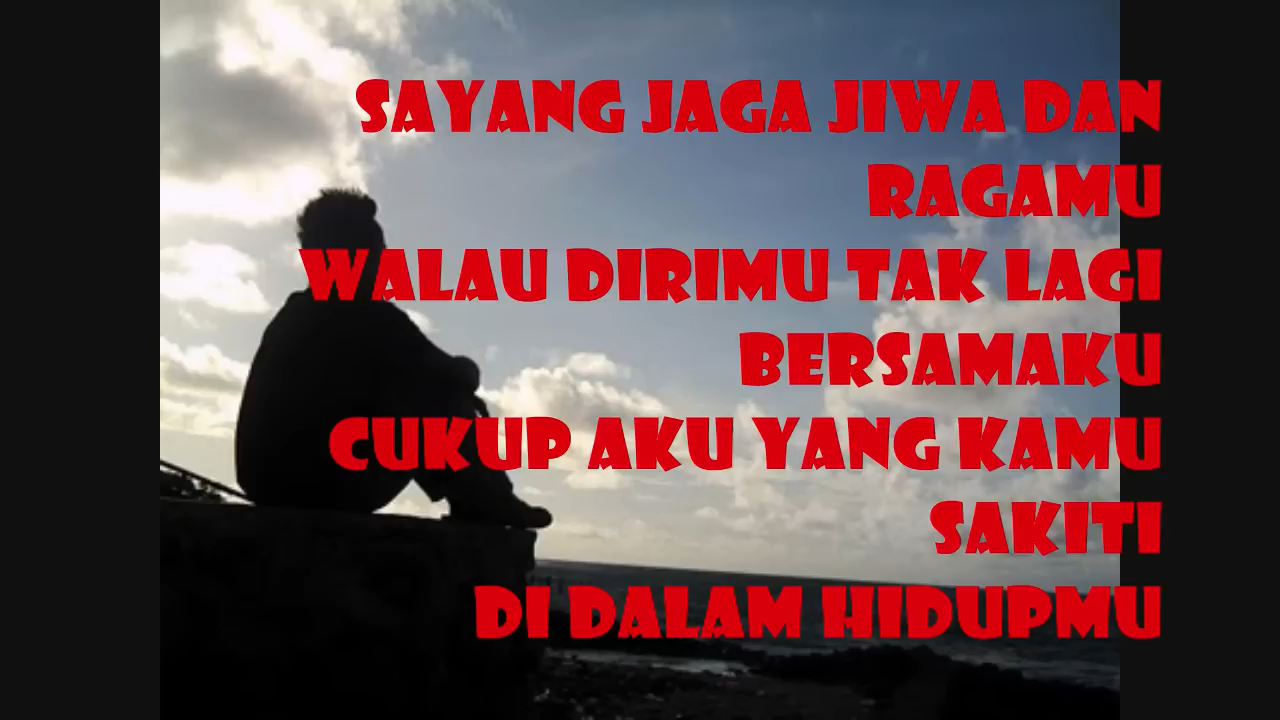 SAYANG JAGA JIWA DAN
RAGAMU
WALAU DIRIMU TAK LAGI
BERSAMAKU
CUKUP AKU YANG KAMU
SAKITI
DI DALAM HIDUPMU